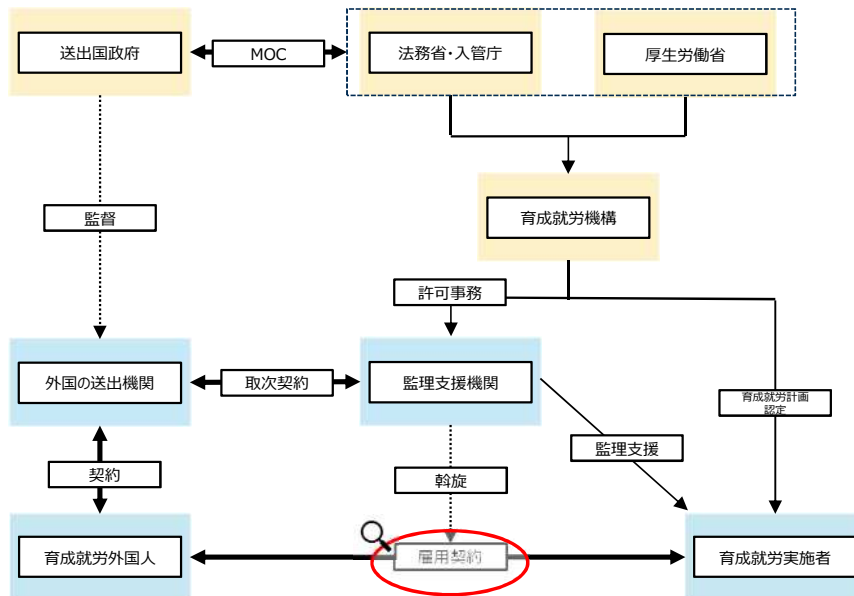 送出国政府
MOC
法務省・入管庁
厚生労働省
監督
育成就労機構
許可事務
外国の送出機関
取次契約
監理支援機関
育成就労計画
認定
監理支援
契約
斡旋
育成就労外国人
雇用契約
育成就労実施者